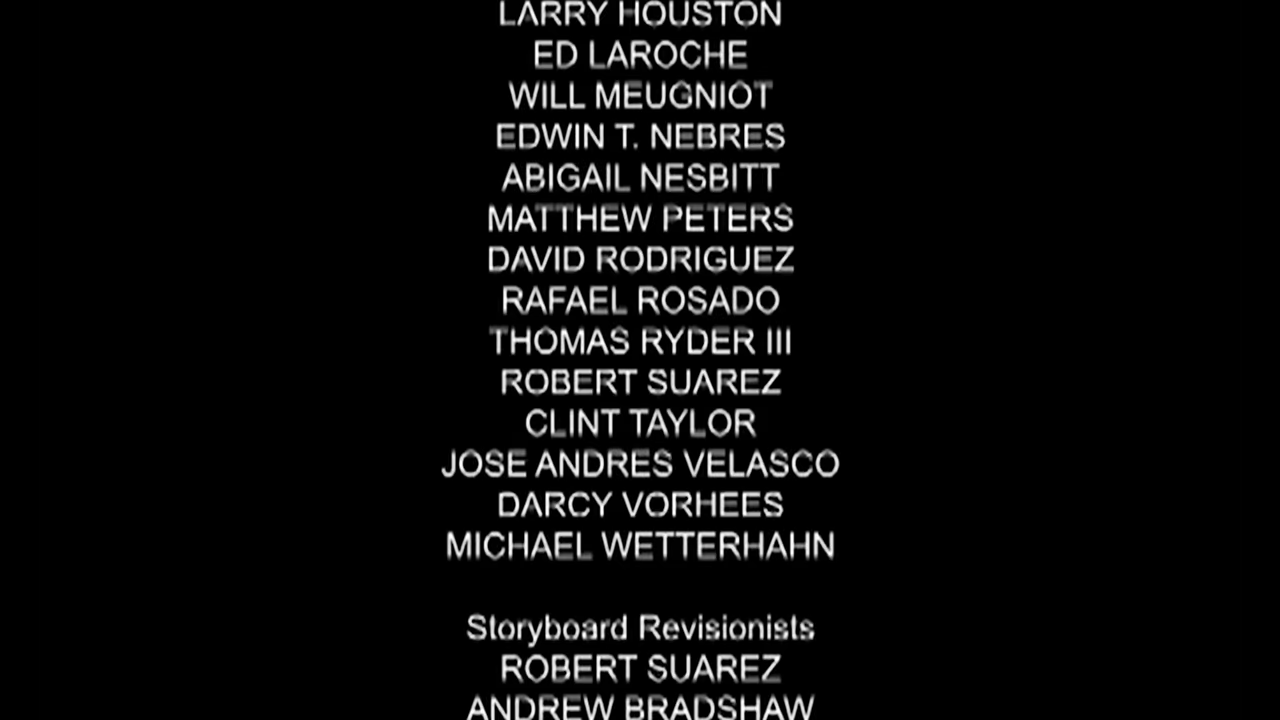 LARRY HOUSTON
ED LAROCHE
WILL MEUGNIOT
EDWIN T. NEBRES
ABIGAIL NESBITT
MATTHEW PETERS
DAVID RODRIGUEZ
RAFAEL ROSADO
THOMAS RYDER III
ROBERT SUAREZ
CLINT TAYLOR
JOSE ANDRES VELASCO
DARCY VORHEES
MICHAEL WETTERHAHN
Storyboard Revisionists
ROBERT SUAREZ
ANDREW BRADSHAW